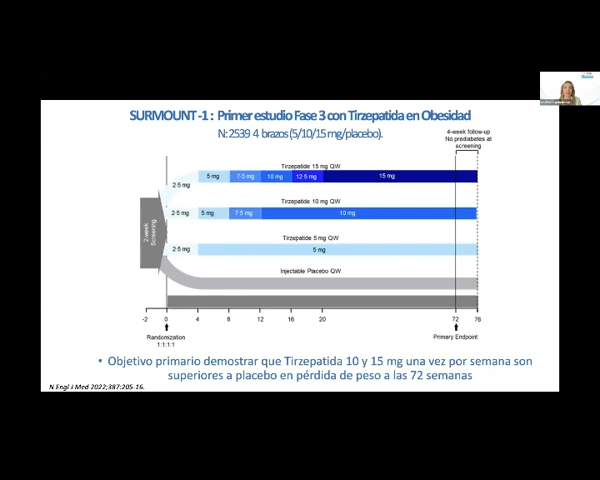 SURMOUNT -1 : Primer estudio Fase 3 con Tirzepatida en Obesidad
N: 2539 4 brazos (5/10/15 mg/placebo).
4-week follow-up
No prediabetes at
screening
Tirzepatide 15 mg QW
2·5 mg
5 mg
7·5 mg
10 mg
12·5 mg
15 mg
Tirzepatide 10 mg QW
2·5 mg
5 mg
7·5 mg
10 mg
2-week
Screening
Tirzepatide 5 mg QW
2·5 mg
5 mg
Injectable Placebo QW
-2 0 4 8 12 16 20 72 76
Randomization
1:1:1:1
Primary Endpoint
• Objetivo primario demostrar que Tirzepatida 10 y 15 mg una vez por semana son
superiores a placebo en pérdida de peso a las 72 semanas
N Engl J Med 2022;387:205-16.